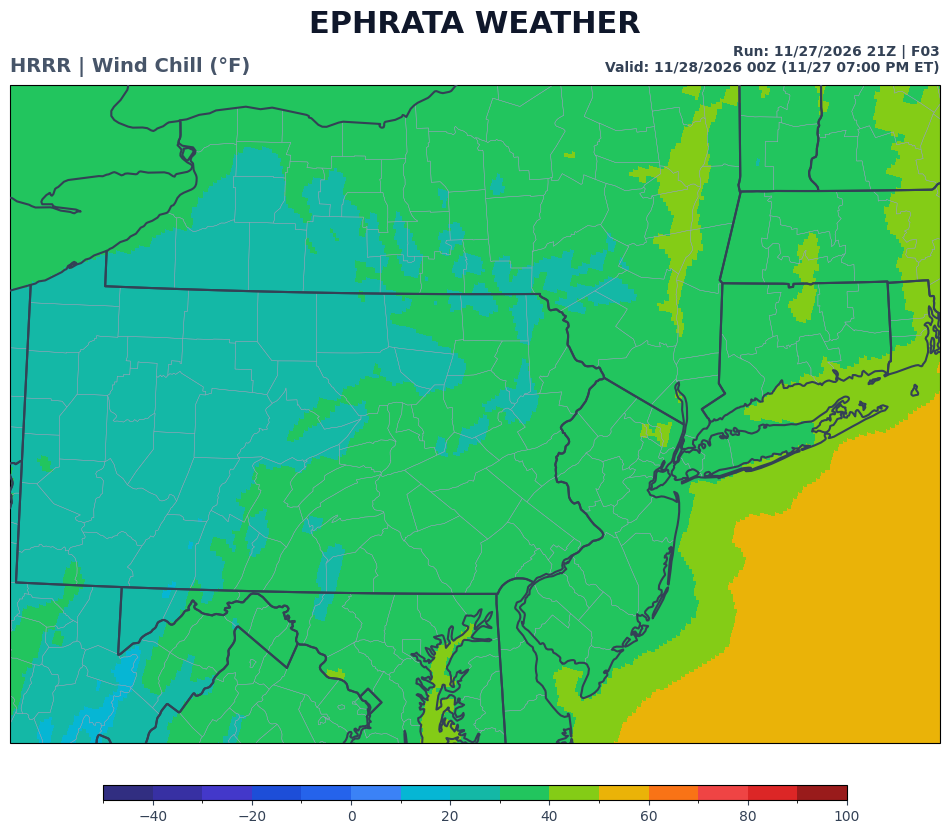 EPHRATA WEATHER
HRRR | Wind Chill (°F)
Run: 11/27/2026 21Z | F03
Valid: 11/28/2026 00Z (11/27 07:00 PM ET)
−40 −20 0 20 40 60 80 100